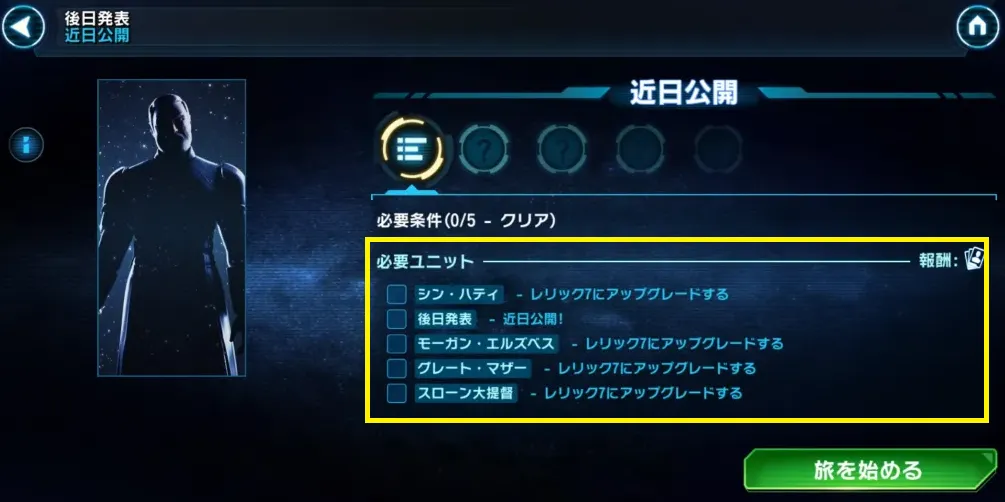 後日発表
近日公開
近日公開
必要条件(0/5 - クリア)
必要ユニット
報酬:
シン・ハティ - レリック7にアップグレードする
後日発表 - 近日公開!
モーガン・エルズベス - レリック7にアップグレードする
グレート・マザー - レリック7にアップグレードする
スローン大提督 - レリック7にアップグレードする
旅を始める